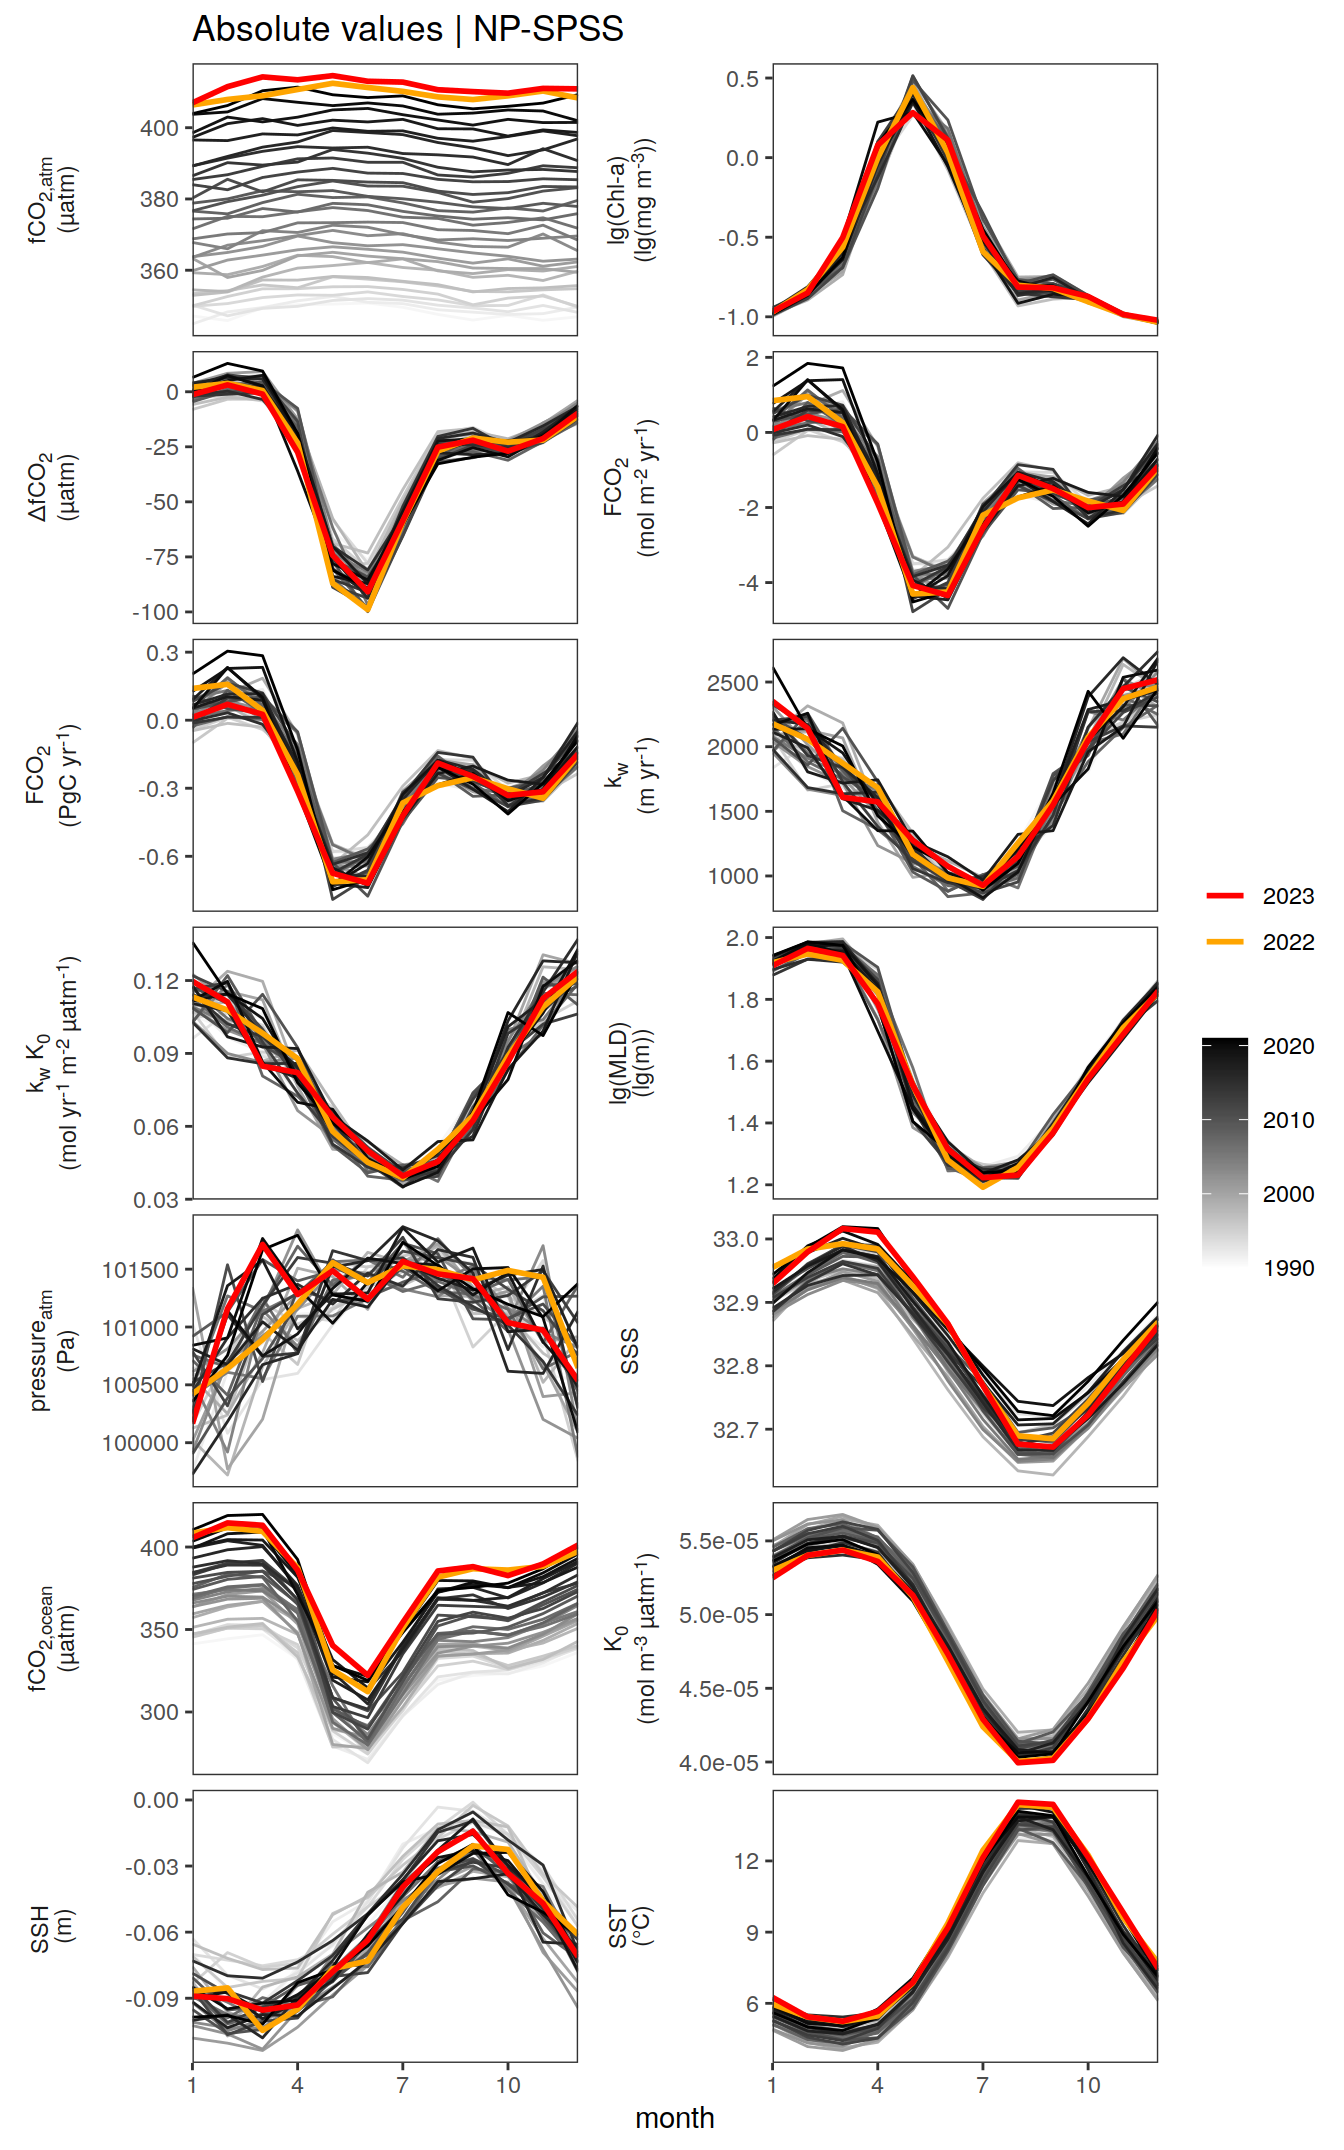 Absolute values | NP-SPSS
fCO2,atm
(µatm)
400
380
360
lg(Chl-a)
(lg(mg m-3))
0.5
0.0
-0.5
-1.0
ΔfCO2
(µatm)
0
-25
-50
-75
-100
FCO2
(mol m-2 yr-1)
2
0
-2
-4
FCO2
(PgC yr-1)
0.3
0.0
-0.3
-0.6
kw
(m yr-1)
2500
2000
1500
1000
kw K0
(mol yr-1 m-2 µatm-1)
0.12
0.09
0.06
0.03
lg(MLD)
(lg(m))
2.0
1.8
1.6
1.4
1.2
pressureatm
(Pa)
101500
101000
100500
100000
SSS
33.0
32.9
32.8
32.7
fCO2,ocean
(µatm)
400
350
300
K0
(mol m-3 µatm-1)
5.5e-05
5.0e-05
4.5e-05
4.0e-05
SSH
(m)
0.00
-0.03
-0.06
-0.09
SST
(°C)
12
9
6
1 4 7 10
1 4 7 10
month
2023
2022
2020
2010
2000
1990